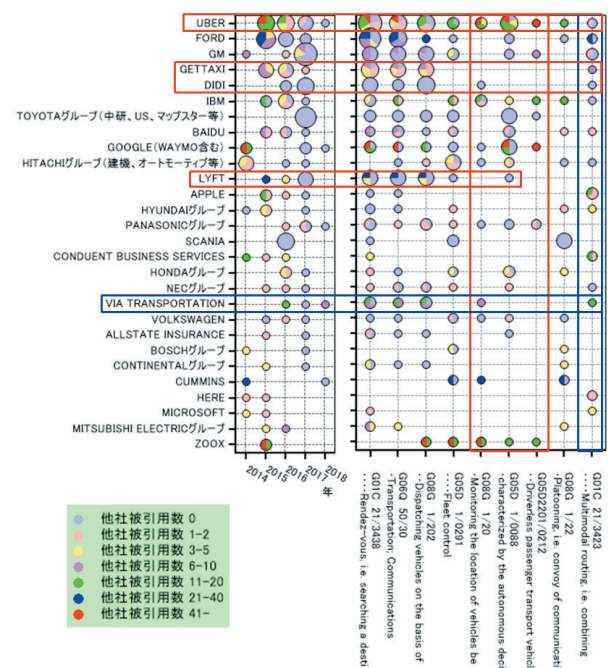 UBER
FORD
GM
GETTAXI
DIDI
IBM
TOYOTAグループ(中研、US、マップスター等)
BAIDU
GOOGLE(WAYMO含む)
HITACHIグループ(建機、オートモーティブ等)
LYFT
APPLE
HYUNDAIグループ
PANASONICグループ
SCANIA
CONDUENT BUSINESS SERVICES
HONDAグループ
NECグループ
VIA TRANSPORTATION
VOLKSWAGEN
ALLSTATE INSURANCE
BOSCHグループ
CONTINENTALグループ
CUMMINS
HERE
MICROSOFT
MITSUBISHI ELECTRICグループ
ZOOX
2014
2015
2016
2017
2018
年
G01C 21/3438
････Rendez-vous, i.e. searching a desti
G06Q 50/30
･Transportation; Communications
G08G 1/202
･Dispatching vehicles on the basis of
G05D 1/0291
････Fleet control
G08G 1/20
･Monitoring the location of vehicles be
G05D 1/0088
･characterized by the autonomous deci
G05D2201/0212
･･Driverless passenger transport vehicl
G08G 1/22
･Platooning, i.e. convoy of communicati
G01C 21/3423
････Multimodal routing, i.e. combining
他社被引用数 0
他社被引用数 1-2
他社被引用数 3-5
他社被引用数 6-10
他社被引用数 11-20
他社被引用数 21-40
他社被引用数 41-